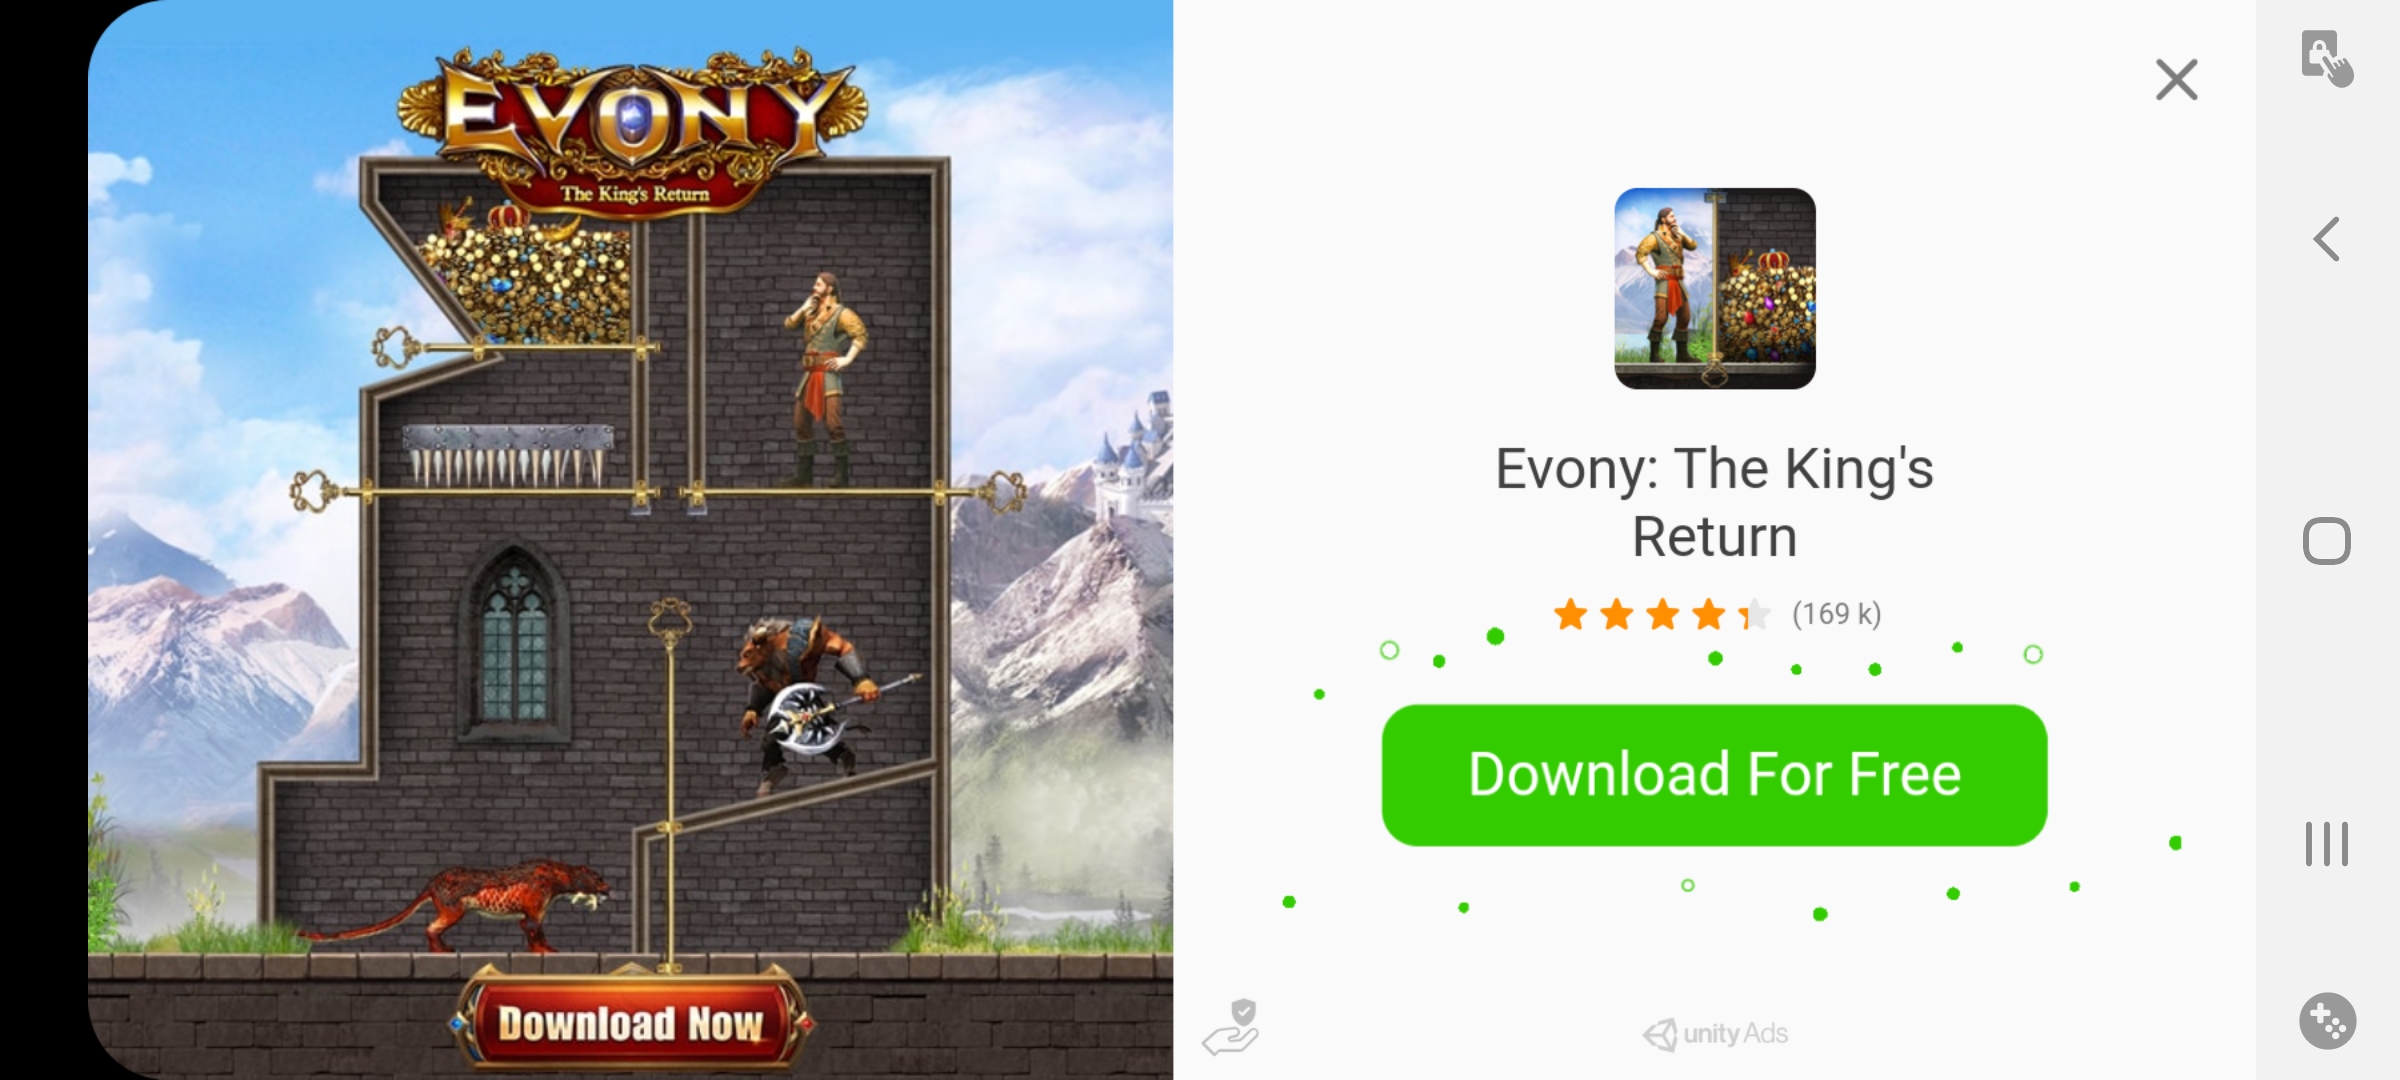 EVONY
The King's Return
Download Now
Evony: The King's
Return
(169 k)
Download For Free
unity Ads